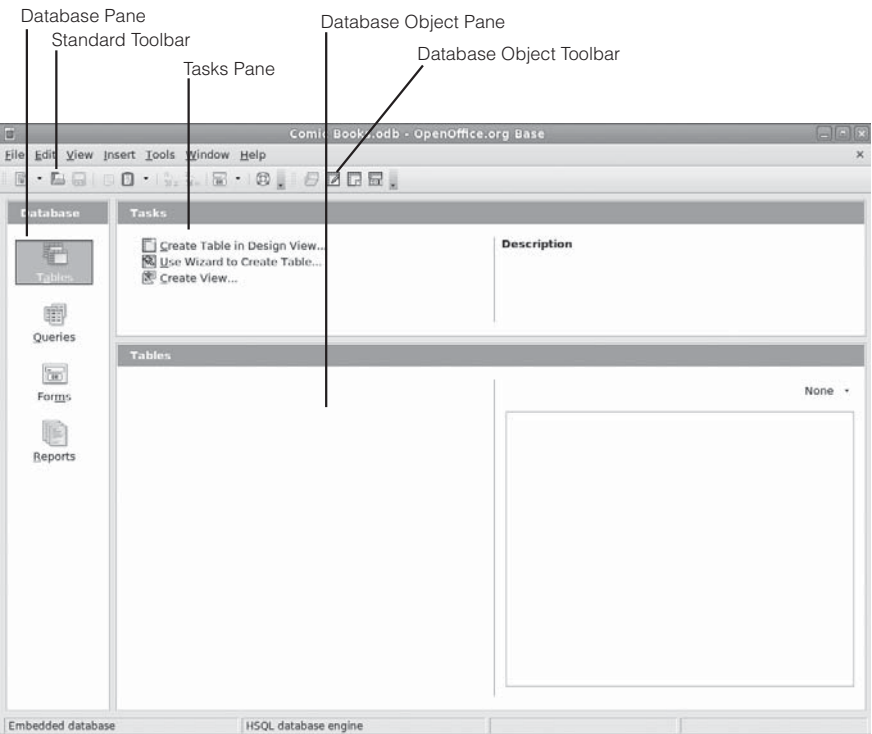 Database Pane
Database Object Pane
Standard Toolbar
Database Object Toolbar
Tasks Pane
Comic Books.odb - OpenOffice.org Base
File Edit View Insert Tools Window Help
Database
Tasks
Tables
Create Table in Design View...
Use Wizard to Create Table...
Create View...
Description
Queries
Forms
Reports
Tables
None
Embedded database
HSQL database engine